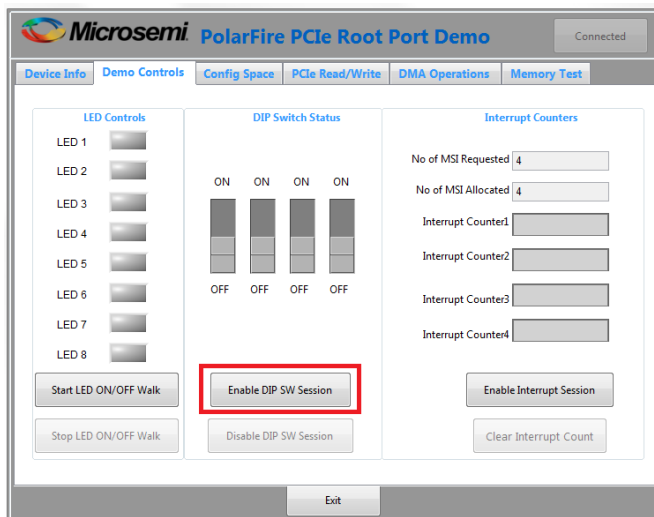 Microsemi. PolarFire PCIe Root Port Demo
Connected
Device Info Demo Controls Config Space PCIe Read/Write DMA Operations Memory Test
LED Controls
LED 1
LED 2
LED 3
LED 4
LED 5
LED 6
LED 7
LED 8
Start LED ON/OFF Walk
Stop LED ON/OFF Walk
DIP Switch Status
ON ON ON ON
OFF OFF OFF OFF
Enable DIP SW Session
Disable DIP SW Session
Interrupt Counters
No of MSI Requested 4
No of MSI Allocated 4
Interrupt Counter1
Interrupt Counter2
Interrupt Counter3
Interrupt Counter4
Enable Interrupt Session
Clear Interrupt Count
Exit